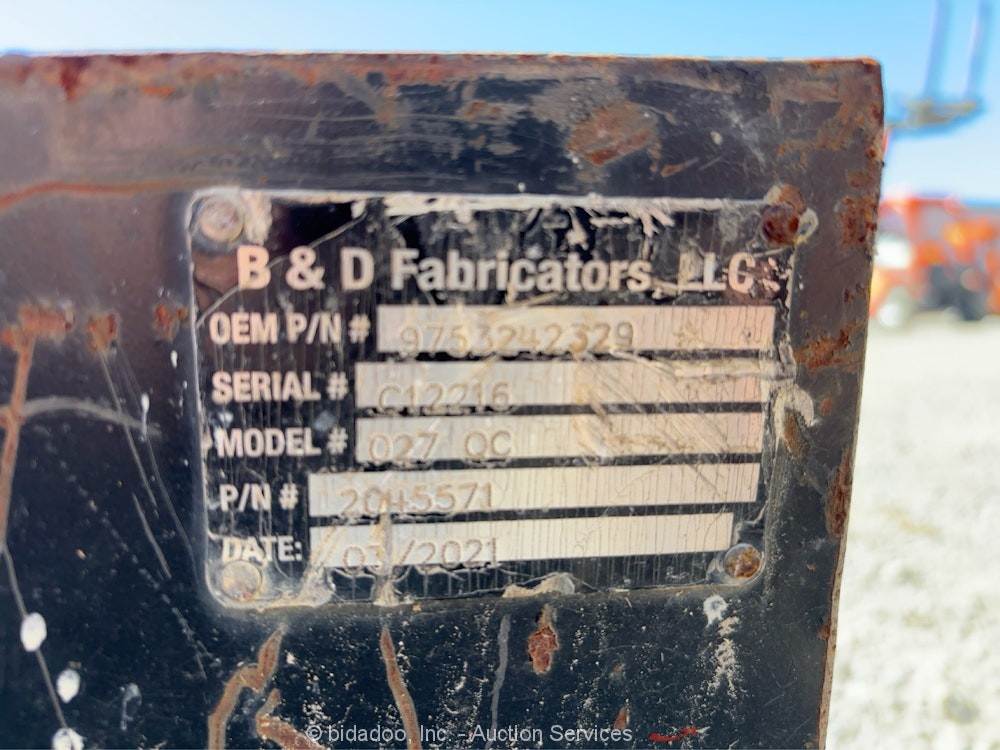 B & D Fabricators, LLC
OEM P/N # 9753242329
SERIAL # C12216
MODEL # 027 QC
P/N # 2045571
DATE: 03/2021
© bidadoo, Inc. - Auction Services